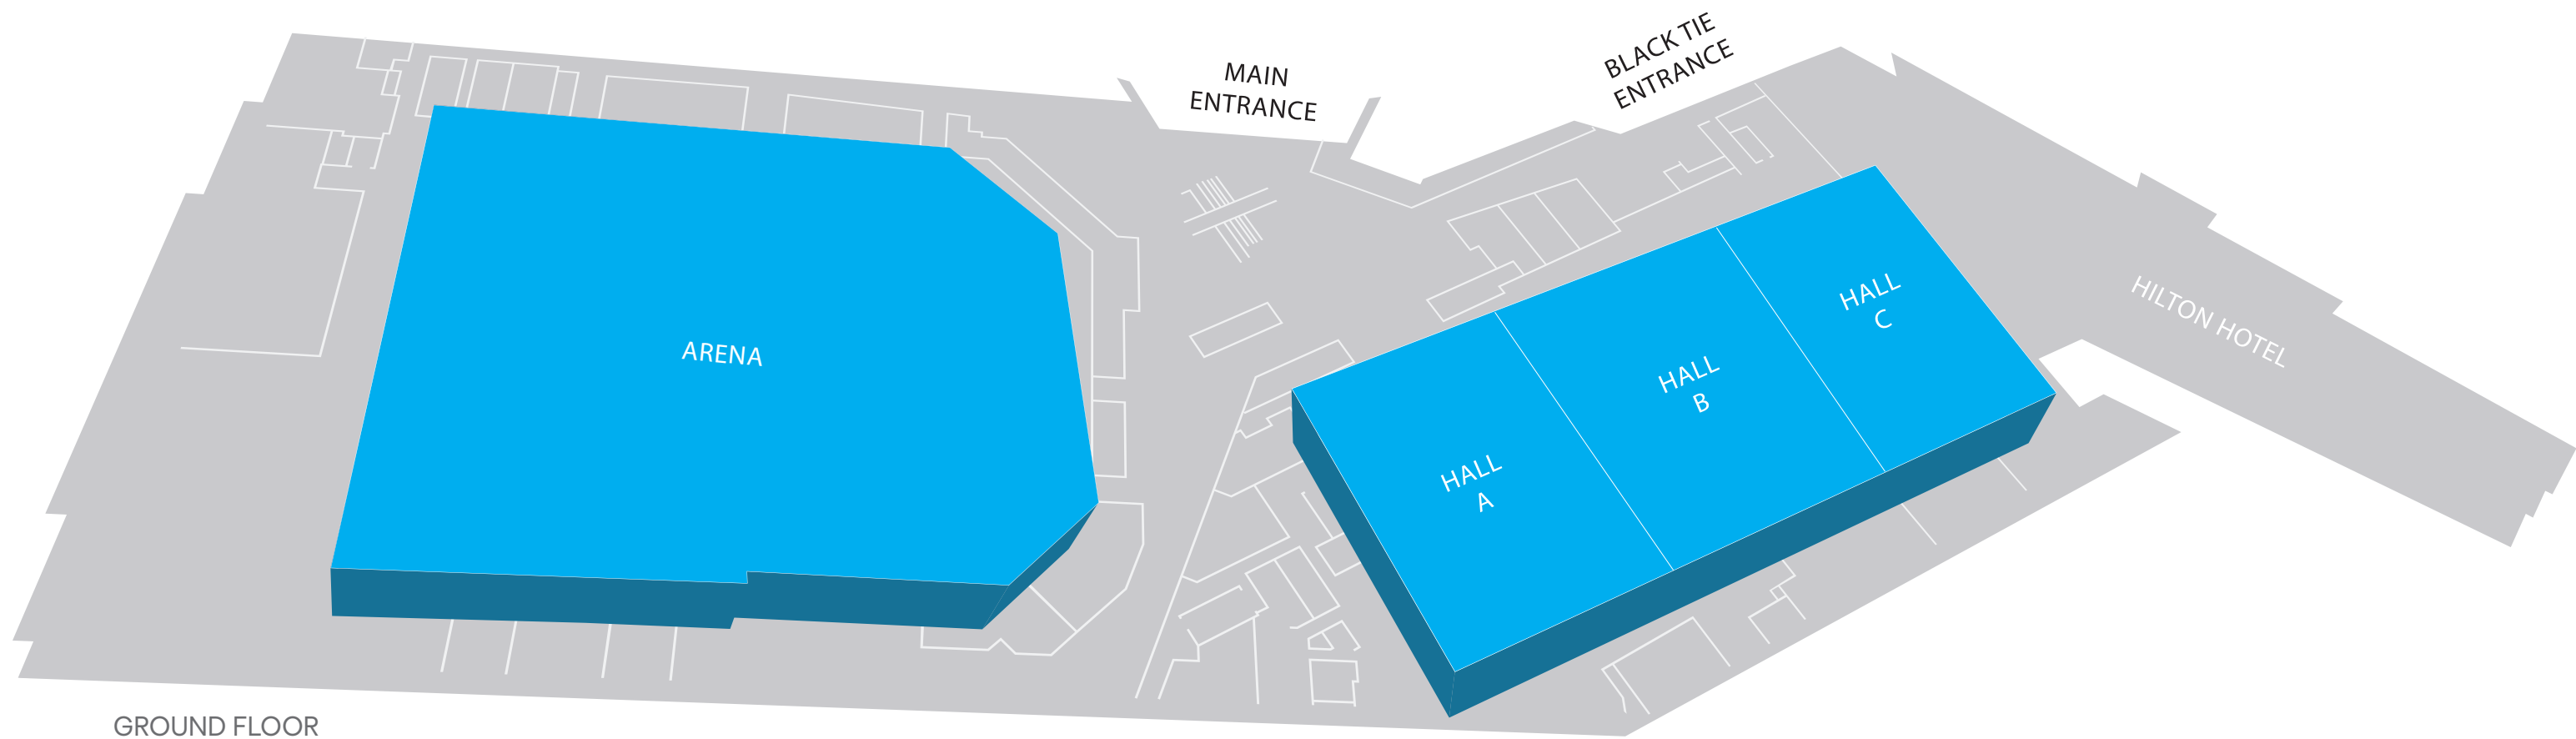 MAIN
ENTRANCE
BLACK TIE
ENTRANCE
ARENA
HALL
A
HALL
B
HALL
C
HILTON HOTEL
GROUND FLOOR